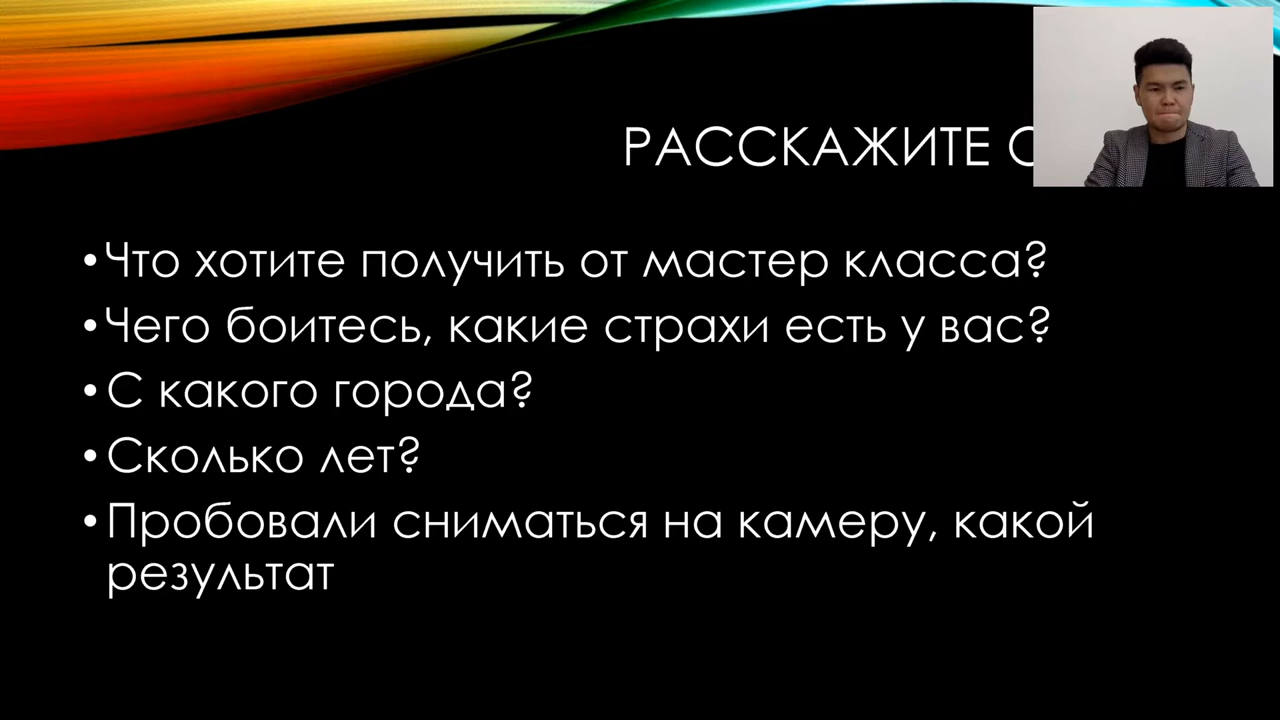 РАССКАЖИТЕ
•Что хотите получить от мастер класса?
•Чего боитесь, какие страхи есть у вас?
•С какого города?
•Сколько лет?
•Пробовали сниматься на камеру, какой
результат